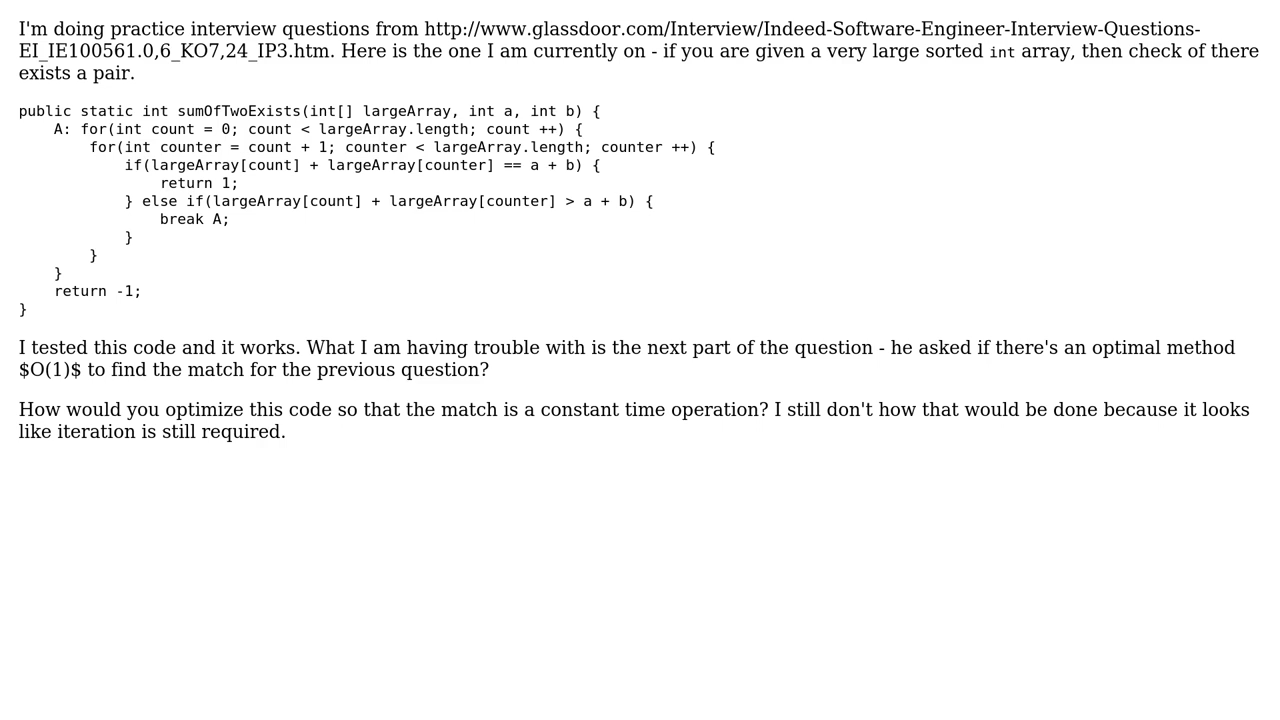 I'm doing practice interview questions from http://www.glassdoor.com/Interview/Indeed-Software-Engineer-Interview-Questions-
EI_IE100561.0,6_KO7,24_IP3.htm. Here is the one I am currently on - if you are given a very large sorted int array, then check of there
exists a pair.
public static int sumOfTwoExists(int[] largeArray, int a, int b) {
    A: for(int count = 0; count < largeArray.length; count ++) {
        for(int counter = count + 1; counter < largeArray.length; counter ++) {
            if(largeArray[count] + largeArray[counter] == a + b) {
                return 1;
            } else if(largeArray[count] + largeArray[counter] > a + b) {
                break A;
            }
        }
    }
    return -1;
}
I tested this code and it works. What I am having trouble with is the next part of the question - he asked if there's an optimal method
$O(1)$ to find the match for the previous question?
How would you optimize this code so that the match is a constant time operation? I still don't how that would be done because it looks
like iteration is still required.